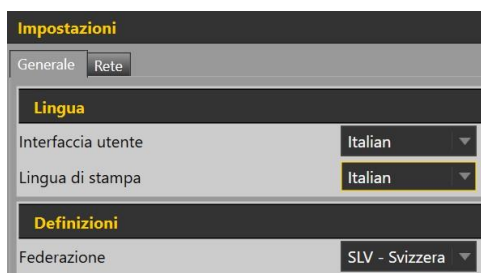 Impostazioni
Generale Rete
Lingua
Interfaccia utente Italian
Lingua di stampa Italian
Definizioni
Federazione SLV - Svizzera